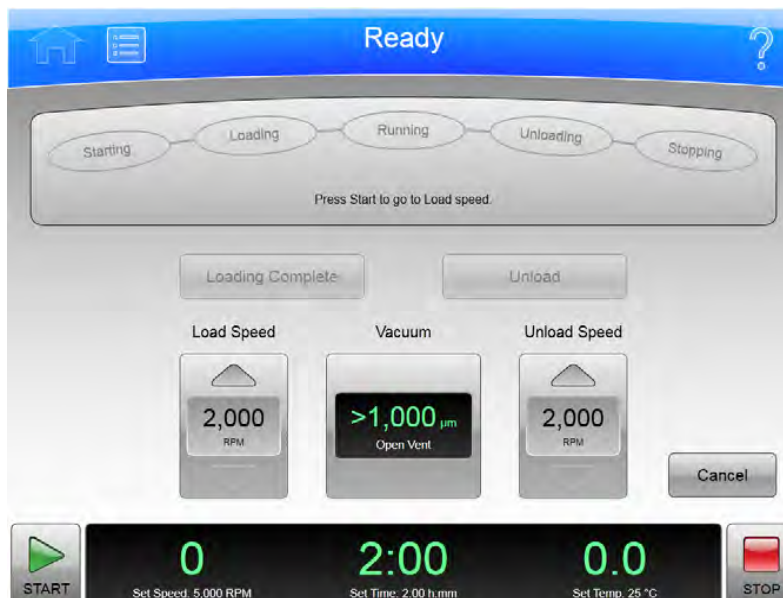 Ready
Starting
Loading
Running
Unloading
Stopping
Press Start to go to Load speed.
Loading Complete
Unload
Load Speed
Vacuum
Unload Speed
2,000
RPM
>1,000 µm
Open Vent
2,000
RPM
Cancel
START
0
Set Speed. 5,000 RPM
2:00
Set Time. 2.00 h.mm
0.0
Set Temp. 25 °C
STOP